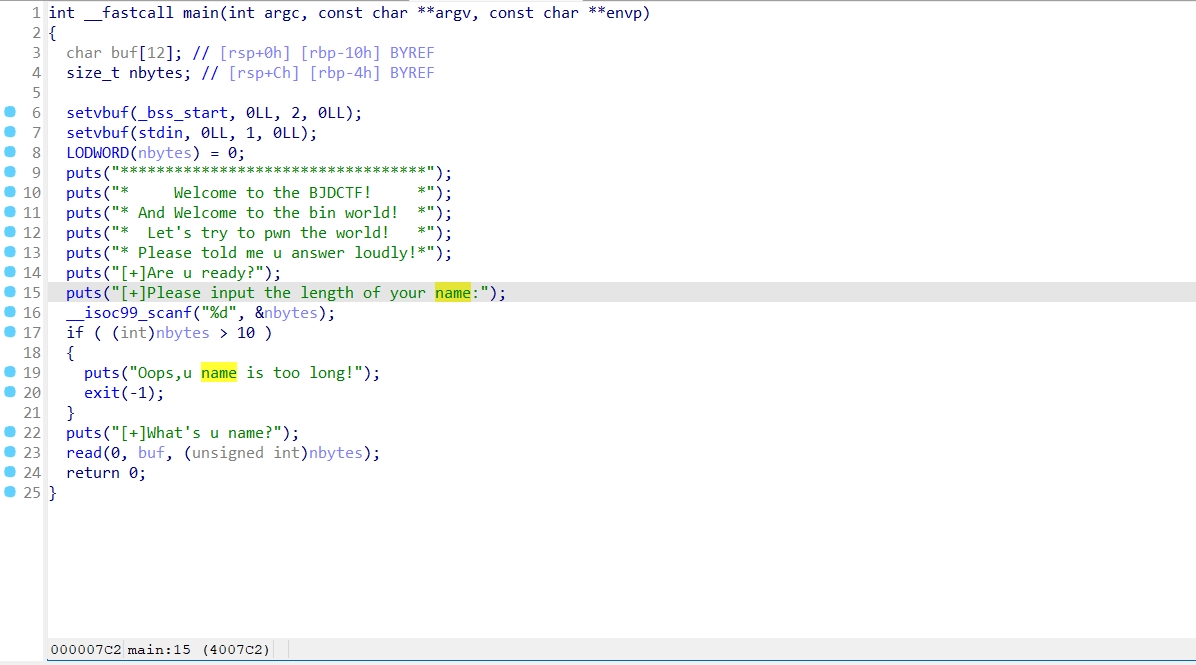 1 int __fastcall main(int argc, const char **argv, const char **envp)
2 {
3   char buf[12]; // [rsp+0h] [rbp-10h] BYREF
4   size_t nbytes; // [rsp+Ch] [rbp-4h] BYREF
5
6   setvbuf(_bss_start, 0LL, 2, 0LL);
7   setvbuf(stdin, 0LL, 1, 0LL);
8   LODWORD(nbytes) = 0;
9   puts("**********************************");
10   puts("*     Welcome to the BJDCTF!     *");
11   puts("* And Welcome to the bin world!  *");
12   puts("*  Let's try to pwn the world!   *");
13   puts("* Please told me u answer loudly!*");
14   puts("[+]Are u ready?");
15   puts("[+]Please input the length of your name:");
16   __isoc99_scanf("%d", &nbytes);
17   if ( (int)nbytes > 10 )
18   {
19     puts("Oops,u name is too long!");
20     exit(-1);
21   }
22   puts("[+]What's u name?");
23   read(0, buf, (unsigned int)nbytes);
24   return 0;
25 }
000007C2 main:15 (4007C2)